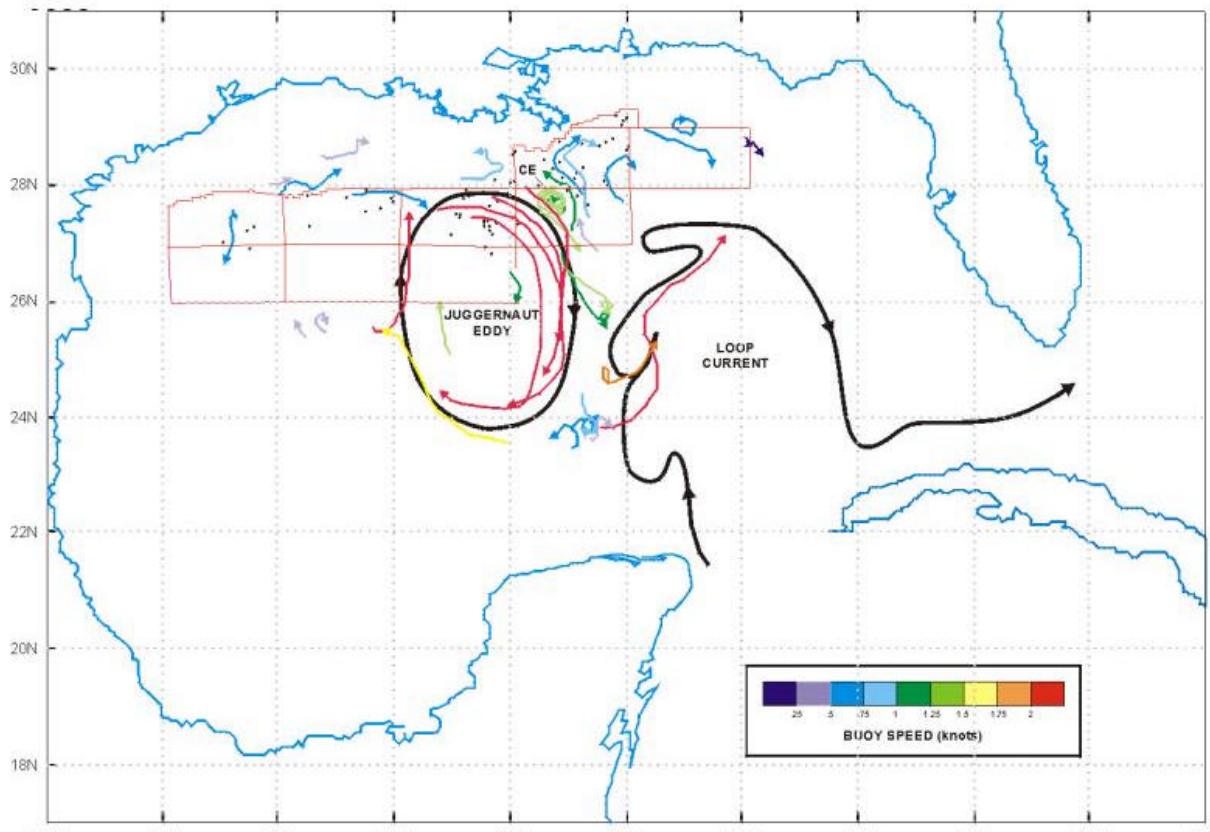 30N
28N
CE
26N
JUGGERNAUT
EDDY
LOOP
CURRENT
24N
22N
20N
18N
.25 .5 .75 1 1.25 1.5 1.75 2
BUOY SPEED (knots)